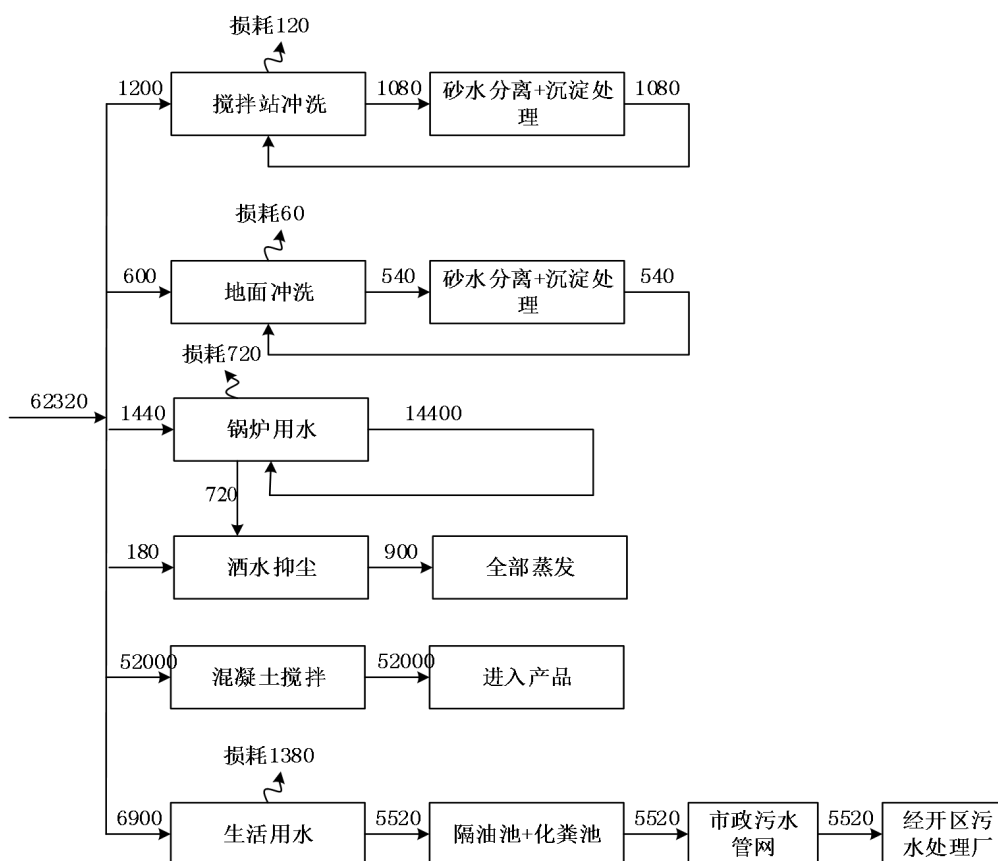 损耗120
1200
搅拌站冲洗
1080
砂水分离+沉淀处
理
1080
损耗60
600
地面冲洗
540
砂水分离+沉淀处
理
540
损耗720
62320
1440
锅炉用水
14400
720
180
洒水抑尘
900
全部蒸发
52000
混凝土搅拌
52000
进入产品
损耗1380
6900
生活用水
5520
隔油池+化粪池
5520
市政污水
管网
5520
经开区污
水处理厂